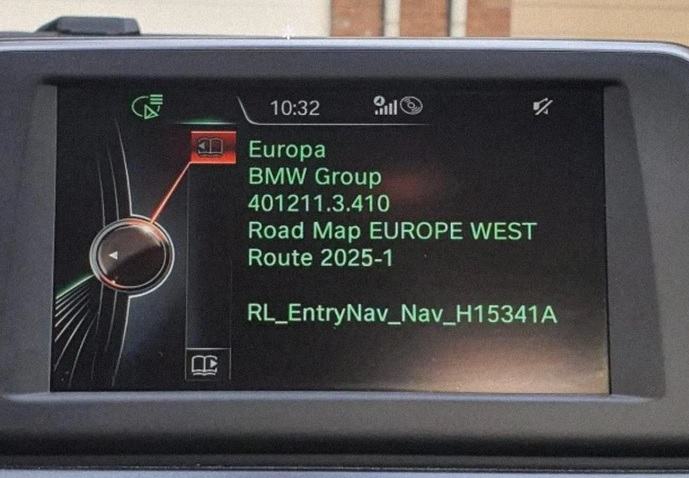 10:32
Europa
BMW Group
401211.3.410
Road Map EUROPE WEST
Route 2025-1
RL_EntryNav_Nav_H15341A